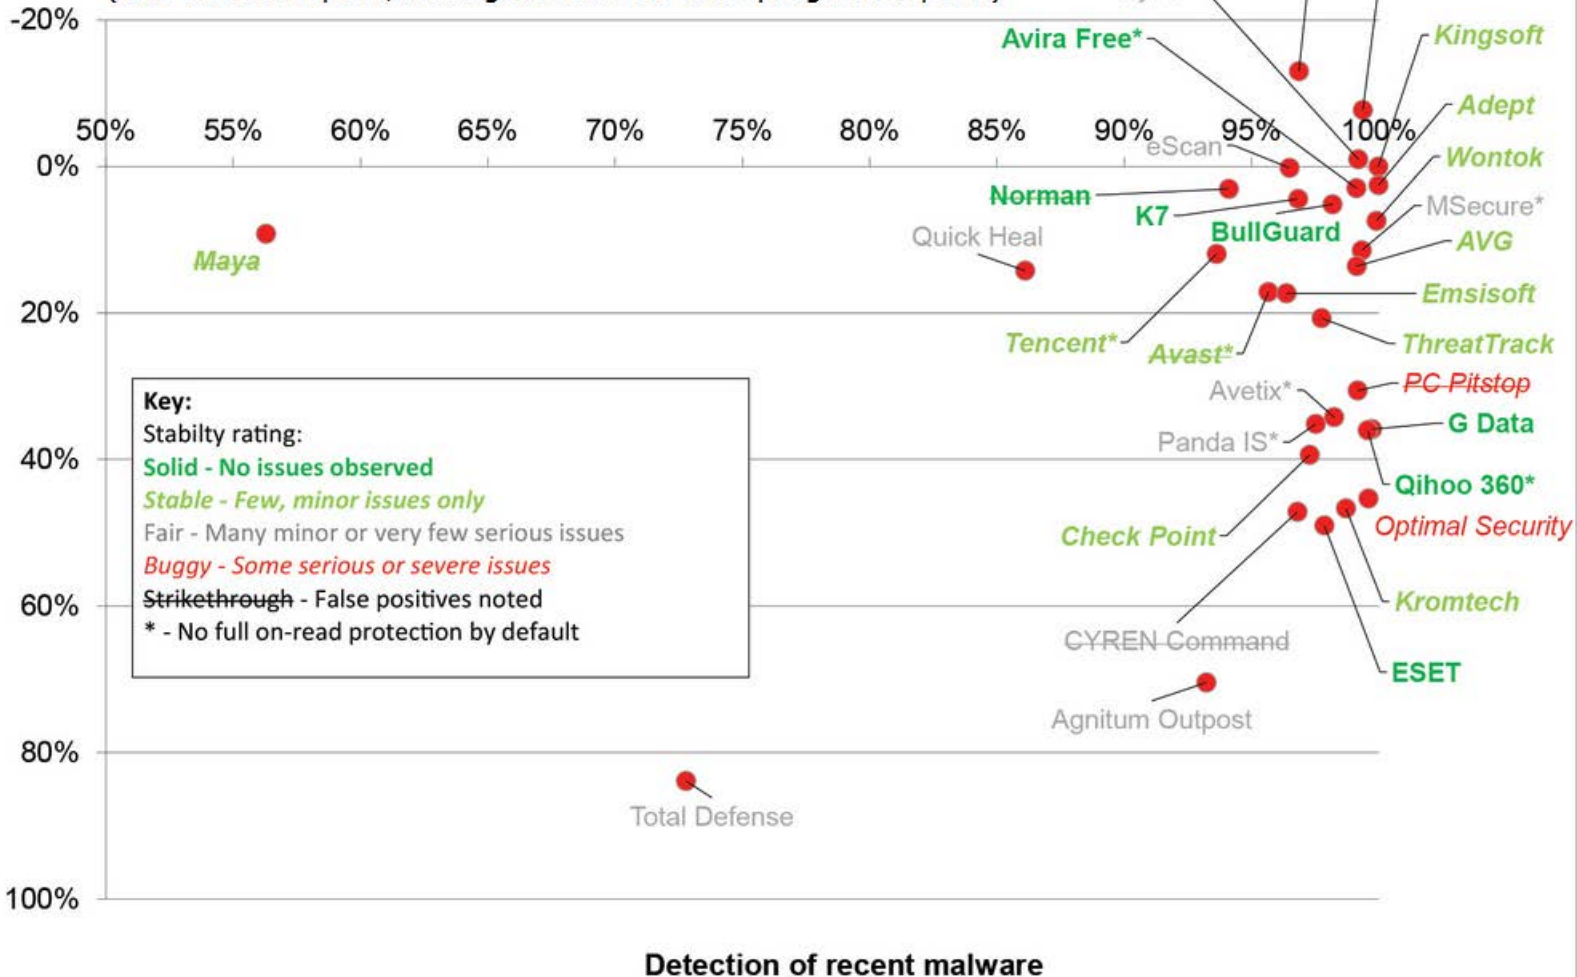 -20%
Avira Free*
Kingsoft
Adept
50% 55% 60% 65% 70% 75% 80% 85% 90% 95% 100%
eScan
Wontok
0%
Norman
K7
MSecure*
BullGuard
Quick Heal
AVG
Maya
Emsisoft
20%
Tencent*
Avast*
ThreatTrack
PC Pitstop
Avetix*
G Data
Panda IS*
40%
Qihoo 360*
Optimal Security
Check Point
Kromtech
60%
CYREN Command
ESET
Agnitum Outpost
80%
Total Defense
100%
Key:
Stabilty rating:
Solid - No issues observed
Stable - Few, minor issues only
Fair - Many minor or very few serious issues
Buggy - Some serious or severe issues
Strikethrough - False positives noted
* - No full on-read protection by default
Detection of recent malware